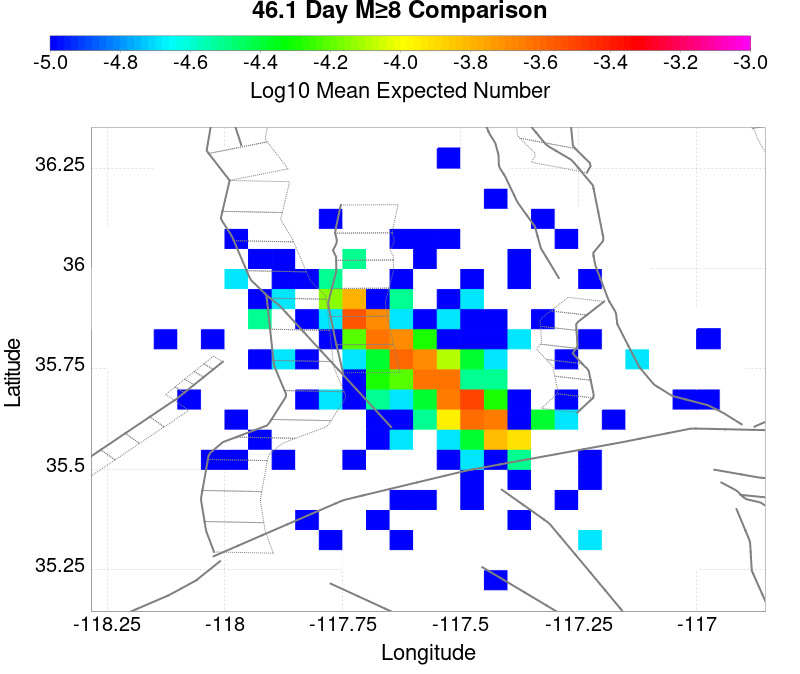 46.1 Day M≥8 Comparison
-5.0 -4.8 -4.6 -4.4 -4.2 -4.0 -3.8 -3.6 -3.4 -3.2 -3.0
Log10 Mean Expected Number
36.25
36
35.75
35.5
35.25
Latitude
-118.25 -118 -117.75 -117.5 -117.25 -117
Longitude